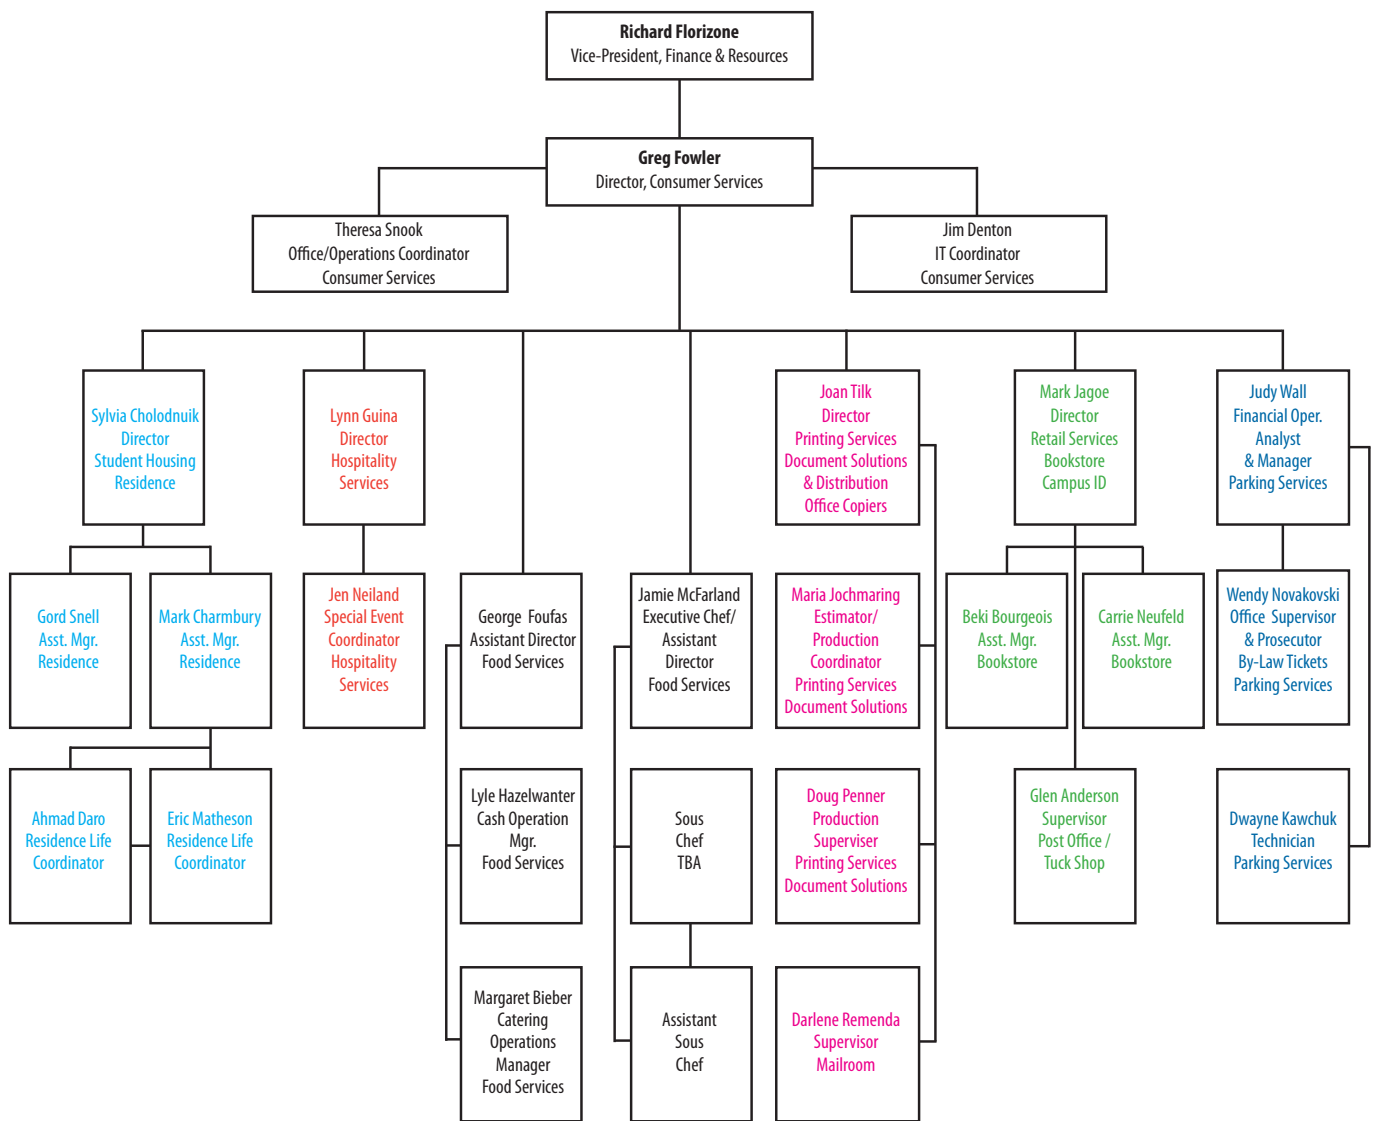 Richard Florizone
Vice-President, Finance & Resources
Greg Fowler
Director, Consumer Services
Theresa Snook
Office/Operations Coordinator
Consumer Services
Jim Denton
IT Coordinator
Consumer Services
Sylvia Cholodnuik
Director
Student Housing
Residence
Lynn Guina
Director
Hospitality
Services
Joan Tilk
Director
Printing Services
Document Solutions
& Distribution
Office Copiers
Mark Jagoe
Director
Retail Services
Bookstore
Campus ID
Judy Wall
Financial Oper.
Analyst
& Manager
Parking Services
Gord Snell
Asst. Mgr.
Residence
Mark Charmbury
Asst. Mgr.
Residence
Jen Neiland
Special Event
Coordinator
Hospitality
Services
George Foufas
Assistant Director
Food Services
Jamie McFarland
Executive Chef/
Assistant
Director
Food Services
Maria Jochmaring
Estimator/
Production
Coordinator
Printing Services
Document Solutions
Beki Bourgeois
Asst. Mgr.
Bookstore
Carrie Neufeld
Asst. Mgr.
Bookstore
Wendy Novakovski
Office Supervisor
& Prosecutor
By-Law Tickets
Parking Services
Ahmad Daro
Residence Life
Coordinator
Eric Matheson
Residence Life
Coordinator
Lyle Hazelwanter
Cash Operation
Mgr.
Food Services
Sous
Chef
TBA
Doug Penner
Production
Superviser
Printing Services
Document Solutions
Glen Anderson
Supervisor
Post Office /
Tuck Shop
Dwayne Kawchuk
Technician
Parking Services
Margaret Bieber
Catering
Operations
Manager
Food Services
Assistant
Sous
Chef
Darlene Remenda
Supervisor
Mailroom